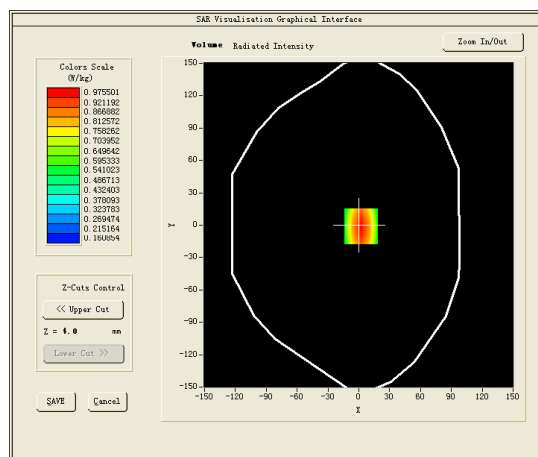 SAR Visualisation Graphical Interface
Volume Radiated Intensity
Zoom In/Out
Colors Scale
(W/kg)
0.975501
0.921192
0.866882
0.812572
0.758262
0.703952
0.649642
0.595333
0.541023
0.486713
0.432403
0.378093
0.323783
0.269474
0.215164
0.160854
Z-Cuts Control
<< Upper Cut
Z = 4.0 mm
Lower Cut >>
SAVE
Cancel
Y
150
120
90
60
30
0
-30
-60
-90
-120
-150
-150 -120 -90 -60 -30 0 30 60 90 120 150
X